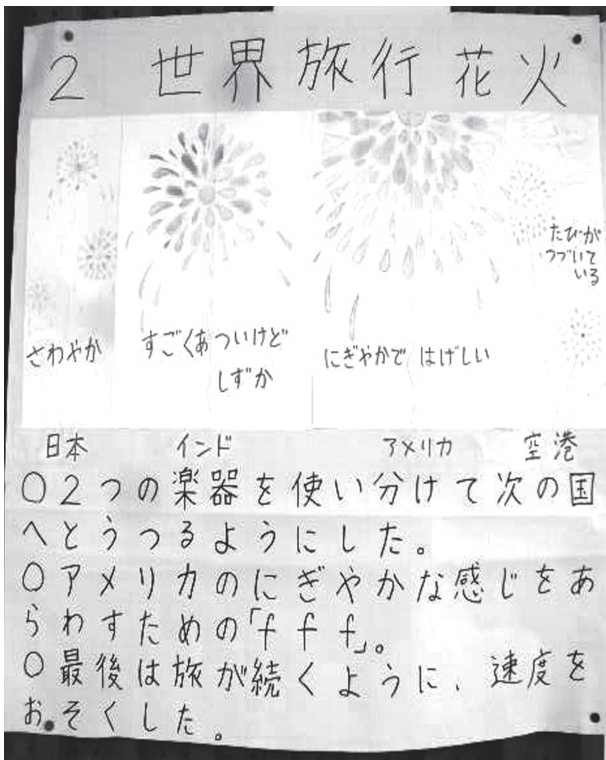 2 世界旅行花火
たびが
つづいて
いる
さわやか
すごくあついけど
しずか
にぎやかで はげしい
日本 インド アメリカ 空港
○2つの楽器を使い分けて次の国
へとうつるようにした。
○アメリカのにぎやかな感じをあ
らわすための「fff」。
○最後は旅が続くように、速度を
おそくした。